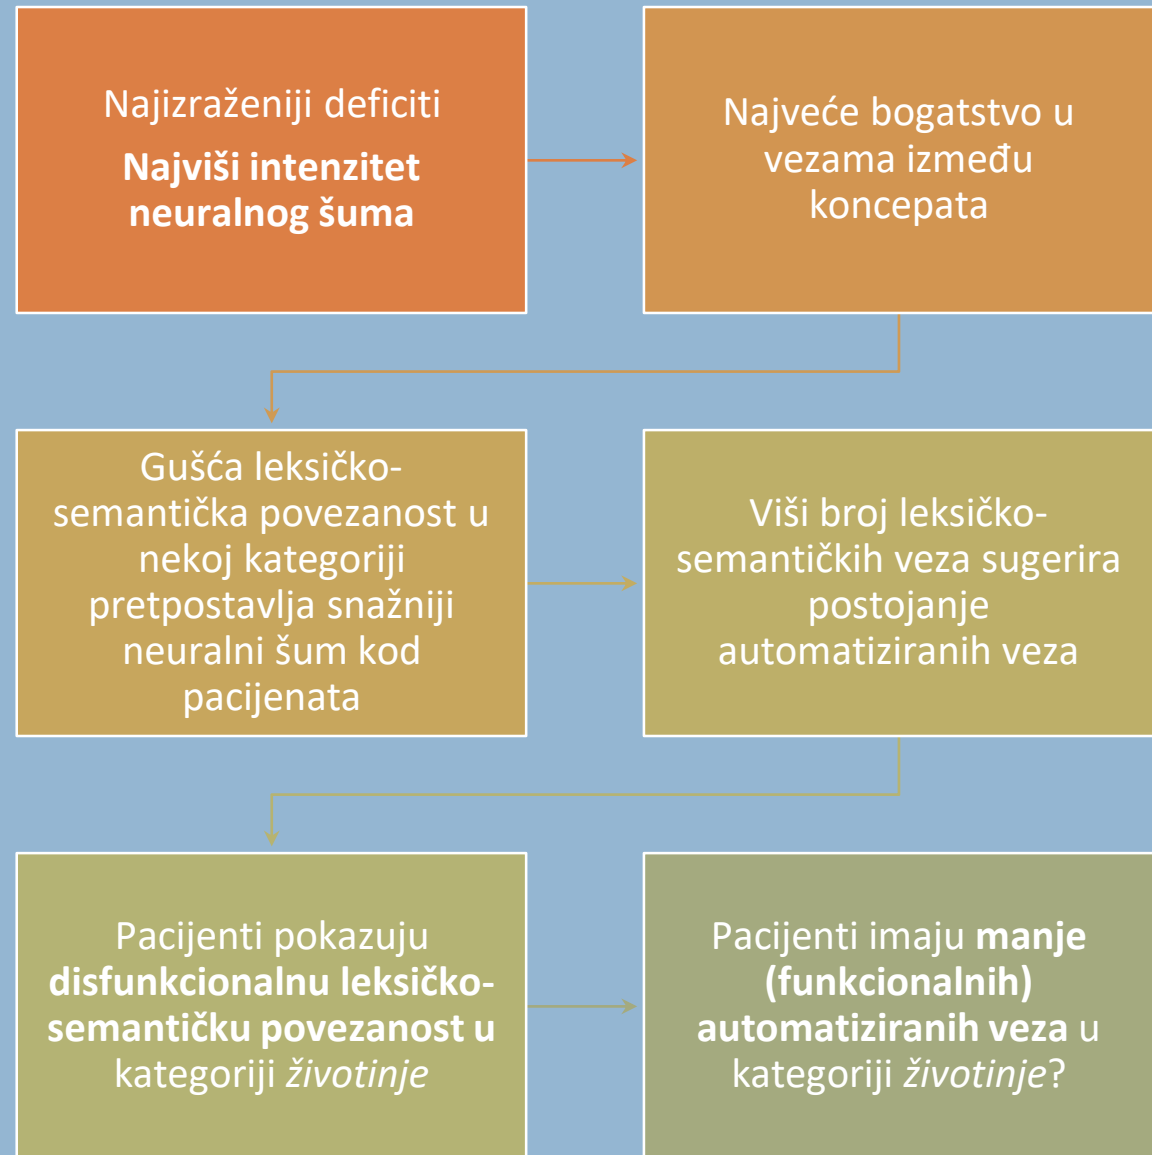 Najizraženiji deficiti
Najviši intenzitet
neuralnog šuma
Najveće bogatstvo u
vezama između
koncepata
Gušća leksičko-
semantička povezanost u
nekoj kategoriji
pretpostavlja snažniji
neuralni šum kod
pacijenata
Viši broj leksičko-
semantičkih veza sugerira
postojanje
automatiziranih veza
Pacijenti pokazuju
disfunkcionalnu leksičko-
semantičku povezanost u
kategoriji životinje
Pacijenti imaju manje
(funkcionalnih)
automatiziranih veza u
kategoriji životinje?